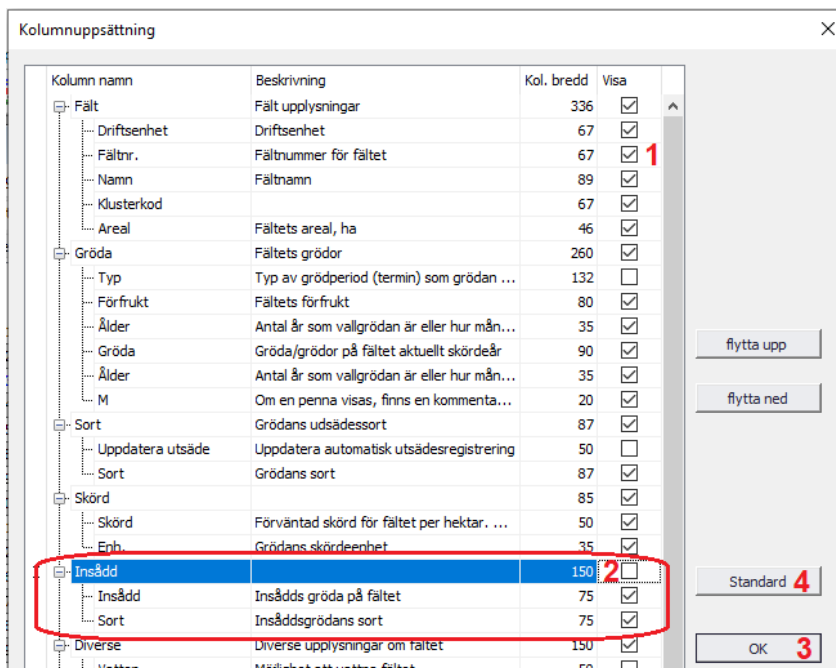 Kolumnuppsättning
Kolumn namn Beskrivning Kol. bredd Visa
Fält Fält upplysningar 336
Driftsenhet Driftsenhet 67
Fältnr. Fältnummer för fältet 67 1
Namn Fältnamn 89
Klusterkod 67
Areal Fältets areal, ha 46
Gröda Fältets grödor 260
Typ Typ av grödperiod (termin) som grödan ... 132
Förfrukt Fältets förfrukt 80
Ålder Antal år som vallgrödan är eller hur mån... 35
flytta upp
Gröda Gröda/grödor på fältet aktuellt skördeår 90
Ålder Antal år som vallgrödan är eller hur mån... 35
flytta ned
M Om en penna visas, finns en kommenta... 20
Sort Grödans udsädessort 87
Uppdatera utsäde Uppdatera automatisk utsädesregistrering 50
Sort Grödans sort 87
Skörd 85
Skörd Förväntad skörd för fältet per hektar. ... 50
Enh. Grödans skördeenhet 35
Insådd 150 2
Standard 4
Insådd Insådds gröda på fältet 75
Sort Insåddsgrödans sort 75
Diverse Diverse upplysningar om fältet 150
OK 3
Vatten Möjlighet att vattna fältet 50